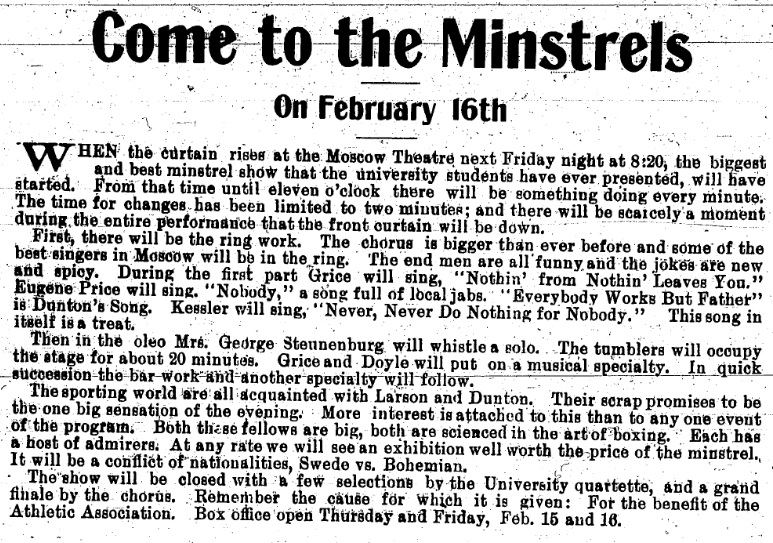 Come to the Minstrels
On February 16th
WHEN the curtain rises at the Moscow Theatre next Friday night at 8:20, the biggest
and best minstrel show that the university students have ever presented, will have
started. From that time until eleven o'clock there will be something doing every minute.
The time for changes has been limited to two minutes; and there will be scarcely a moment
during the entire performance that the front curtain will be down.
First, there will be the ring work. The chorus is bigger than ever before and some of the
best singers in Moscow will be in the ring. The end men are all funny and the jokes are new
and spicy. During the first part Grice will sing, "Nothin' from Nothin' Leaves You."
Eugene Price will sing. "Nobody," a song full of local jabs. "Everybody Works But Father"
is Dunton's Song. Kessler will sing, "Never, Never Do Nothing for Nobody." This song in
itself is a treat.
Then in the oleo Mrs. George Steunenburg will whistle a solo. The tumblers will occupy
the stage for about 20 minutes. Grice and Doyle will put on a musical specialty. In quick
succession the bar work and another specialty will follow.
The sporting world are all acquainted with Larson and Dunton. Their scrap promises to be
the one big sensation of the evening. More interest is attached to this than to any one event
of the program. Both these fellows are big, both are scienced in the art of boxing. Each has
a host of admirers. At any rate we will see an exhibition well worth the price of the minstrel.
It will be a conflict of nationalities, Swede vs. Bohemian.
The show will be closed with a few selections by the University quartette, and a grand
finale by the chorus. Remember the cause for which it is given: For the benefit of the
Athletic Association. Box office open Thursday and Friday, Feb. 15 and 16.